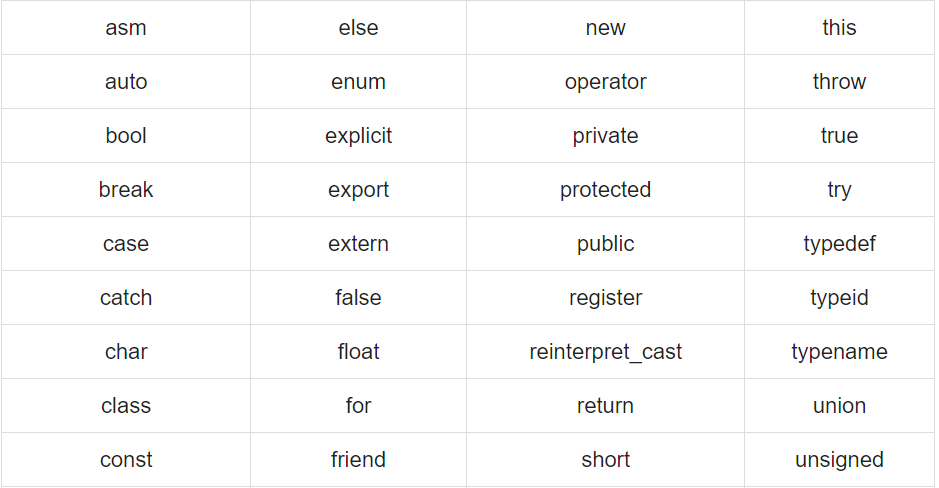 asm else new this
auto enum operator throw
bool explicit private true
break export protected try
case extern public typedef
catch false register typeid
char float reinterpret_cast typename
class for return union
const friend short unsigned